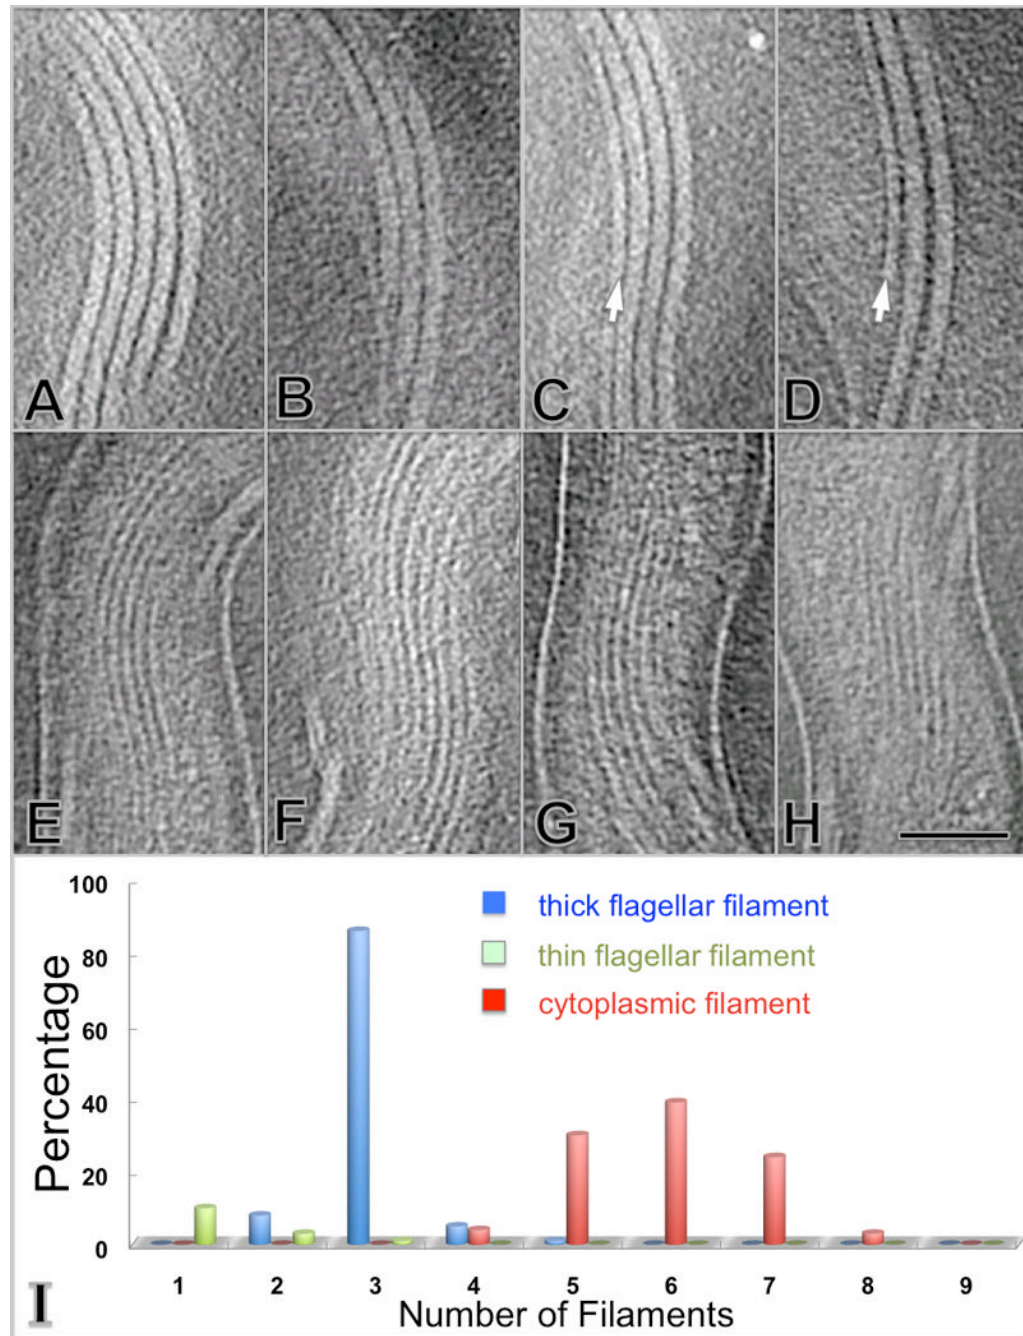 A
B
C
D
E
F
G
H
100
80
60
40
20
0
Percentage
thick flagellar filament
thin flagellar filament
cytoplasmic filament
1 2 3 4 5 6 7 8 9
Number of Filaments
I